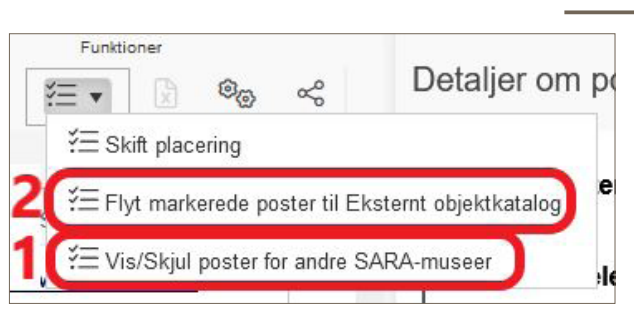 Funktioner
Detaljer om po
Skift placering
2
Flyt markerede poster til Eksternt objektkatalog
1
Vis/Skjul poster for andre SARA-museer